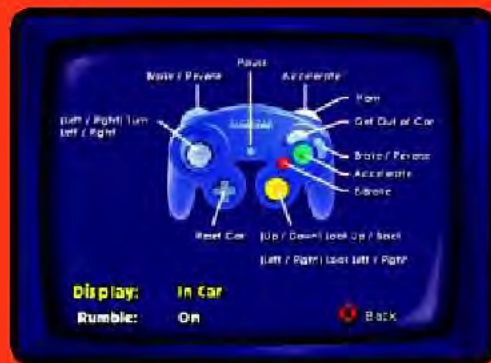 Pause
Brake / Reverse
Accelerate
Horn
(Left / Right) Turn
Left / Right
Get Out of Car
Brake / Reverse
Accelerate
Ebrake
Reset Car
(Up / Down) Look Up / Back
(Left / Right) Look Left / Right
Display: In Car
Rumble: On
Back